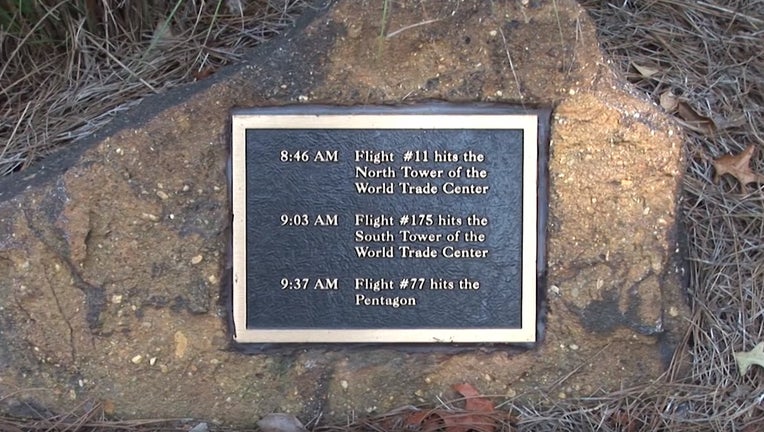 8:46 AM Flight #11 hits the
North Tower of the
World Trade Center
9:03 AM Flight #175 hits the
South Tower of the
World Trade Center
9:37 AM Flight #77 hits the
Pentagon